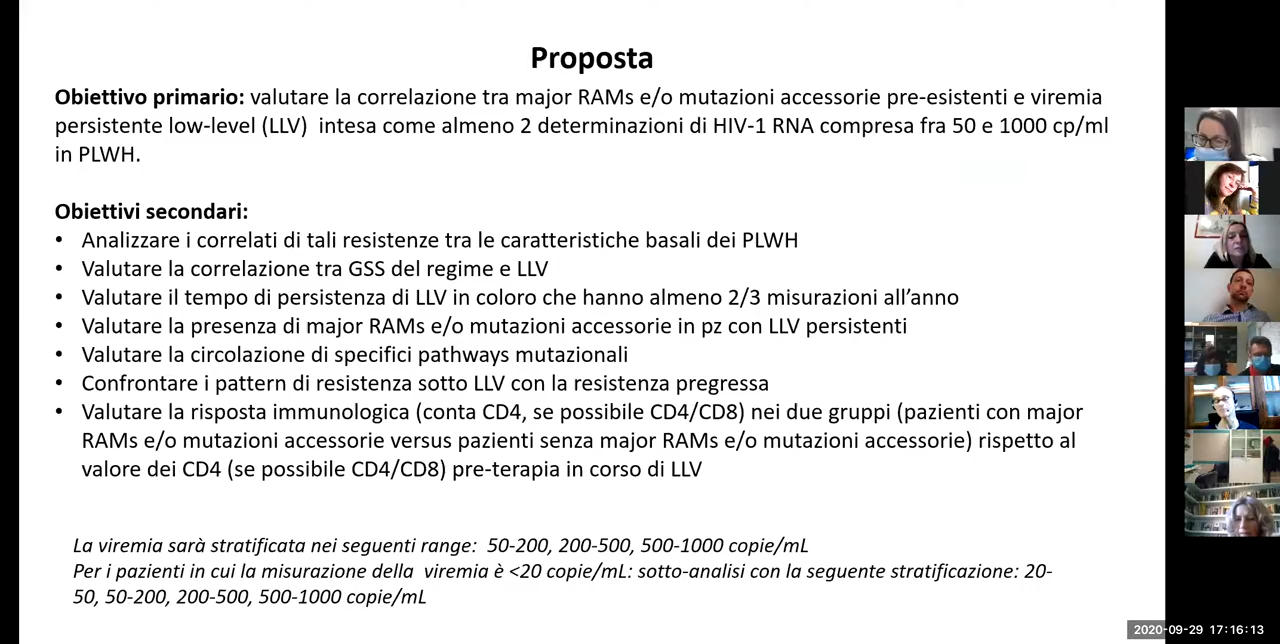 Proposta
Obiettivo primario: valutare la correlazione tra major RAMs e/o mutazioni accessorie pre-esistenti e viremia
persistente low-level (LLV) intesa come almeno 2 determinazioni di HIV-1 RNA compresa fra 50 e 1000 cp/ml
in PLWH.
Obiettivi secondari:
• Analizzare i correlati di tali resistenze tra le caratteristiche basali dei PLWH
• Valutare la correlazione tra GSS del regime e LLV
• Valutare il tempo di persistenza di LLV in coloro che hanno almeno 2/3 misurazioni all’anno
• Valutare la presenza di major RAMs e/o mutazioni accessorie in pz con LLV persistenti
• Valutare la circolazione di specifici pathways mutazionali
• Confrontare i pattern di resistenza sotto LLV con la resistenza pregressa
• Valutare la risposta immunologica (conta CD4, se possibile CD4/CD8) nei due gruppi (pazienti con major
RAMs e/o mutazioni accessorie versus pazienti senza major RAMs e/o mutazioni accessorie) rispetto al
valore dei CD4 (se possibile CD4/CD8) pre-terapia in corso di LLV
La viremia sarà stratificata nei seguenti range: 50-200, 200-500, 500-1000 copie/mL
Per i pazienti in cui la misurazione della viremia è <20 copie/mL: sotto-analisi con la seguente stratificazione: 20-
50, 50-200, 200-500, 500-1000 copie/mL
2020-09-29 17:16:13